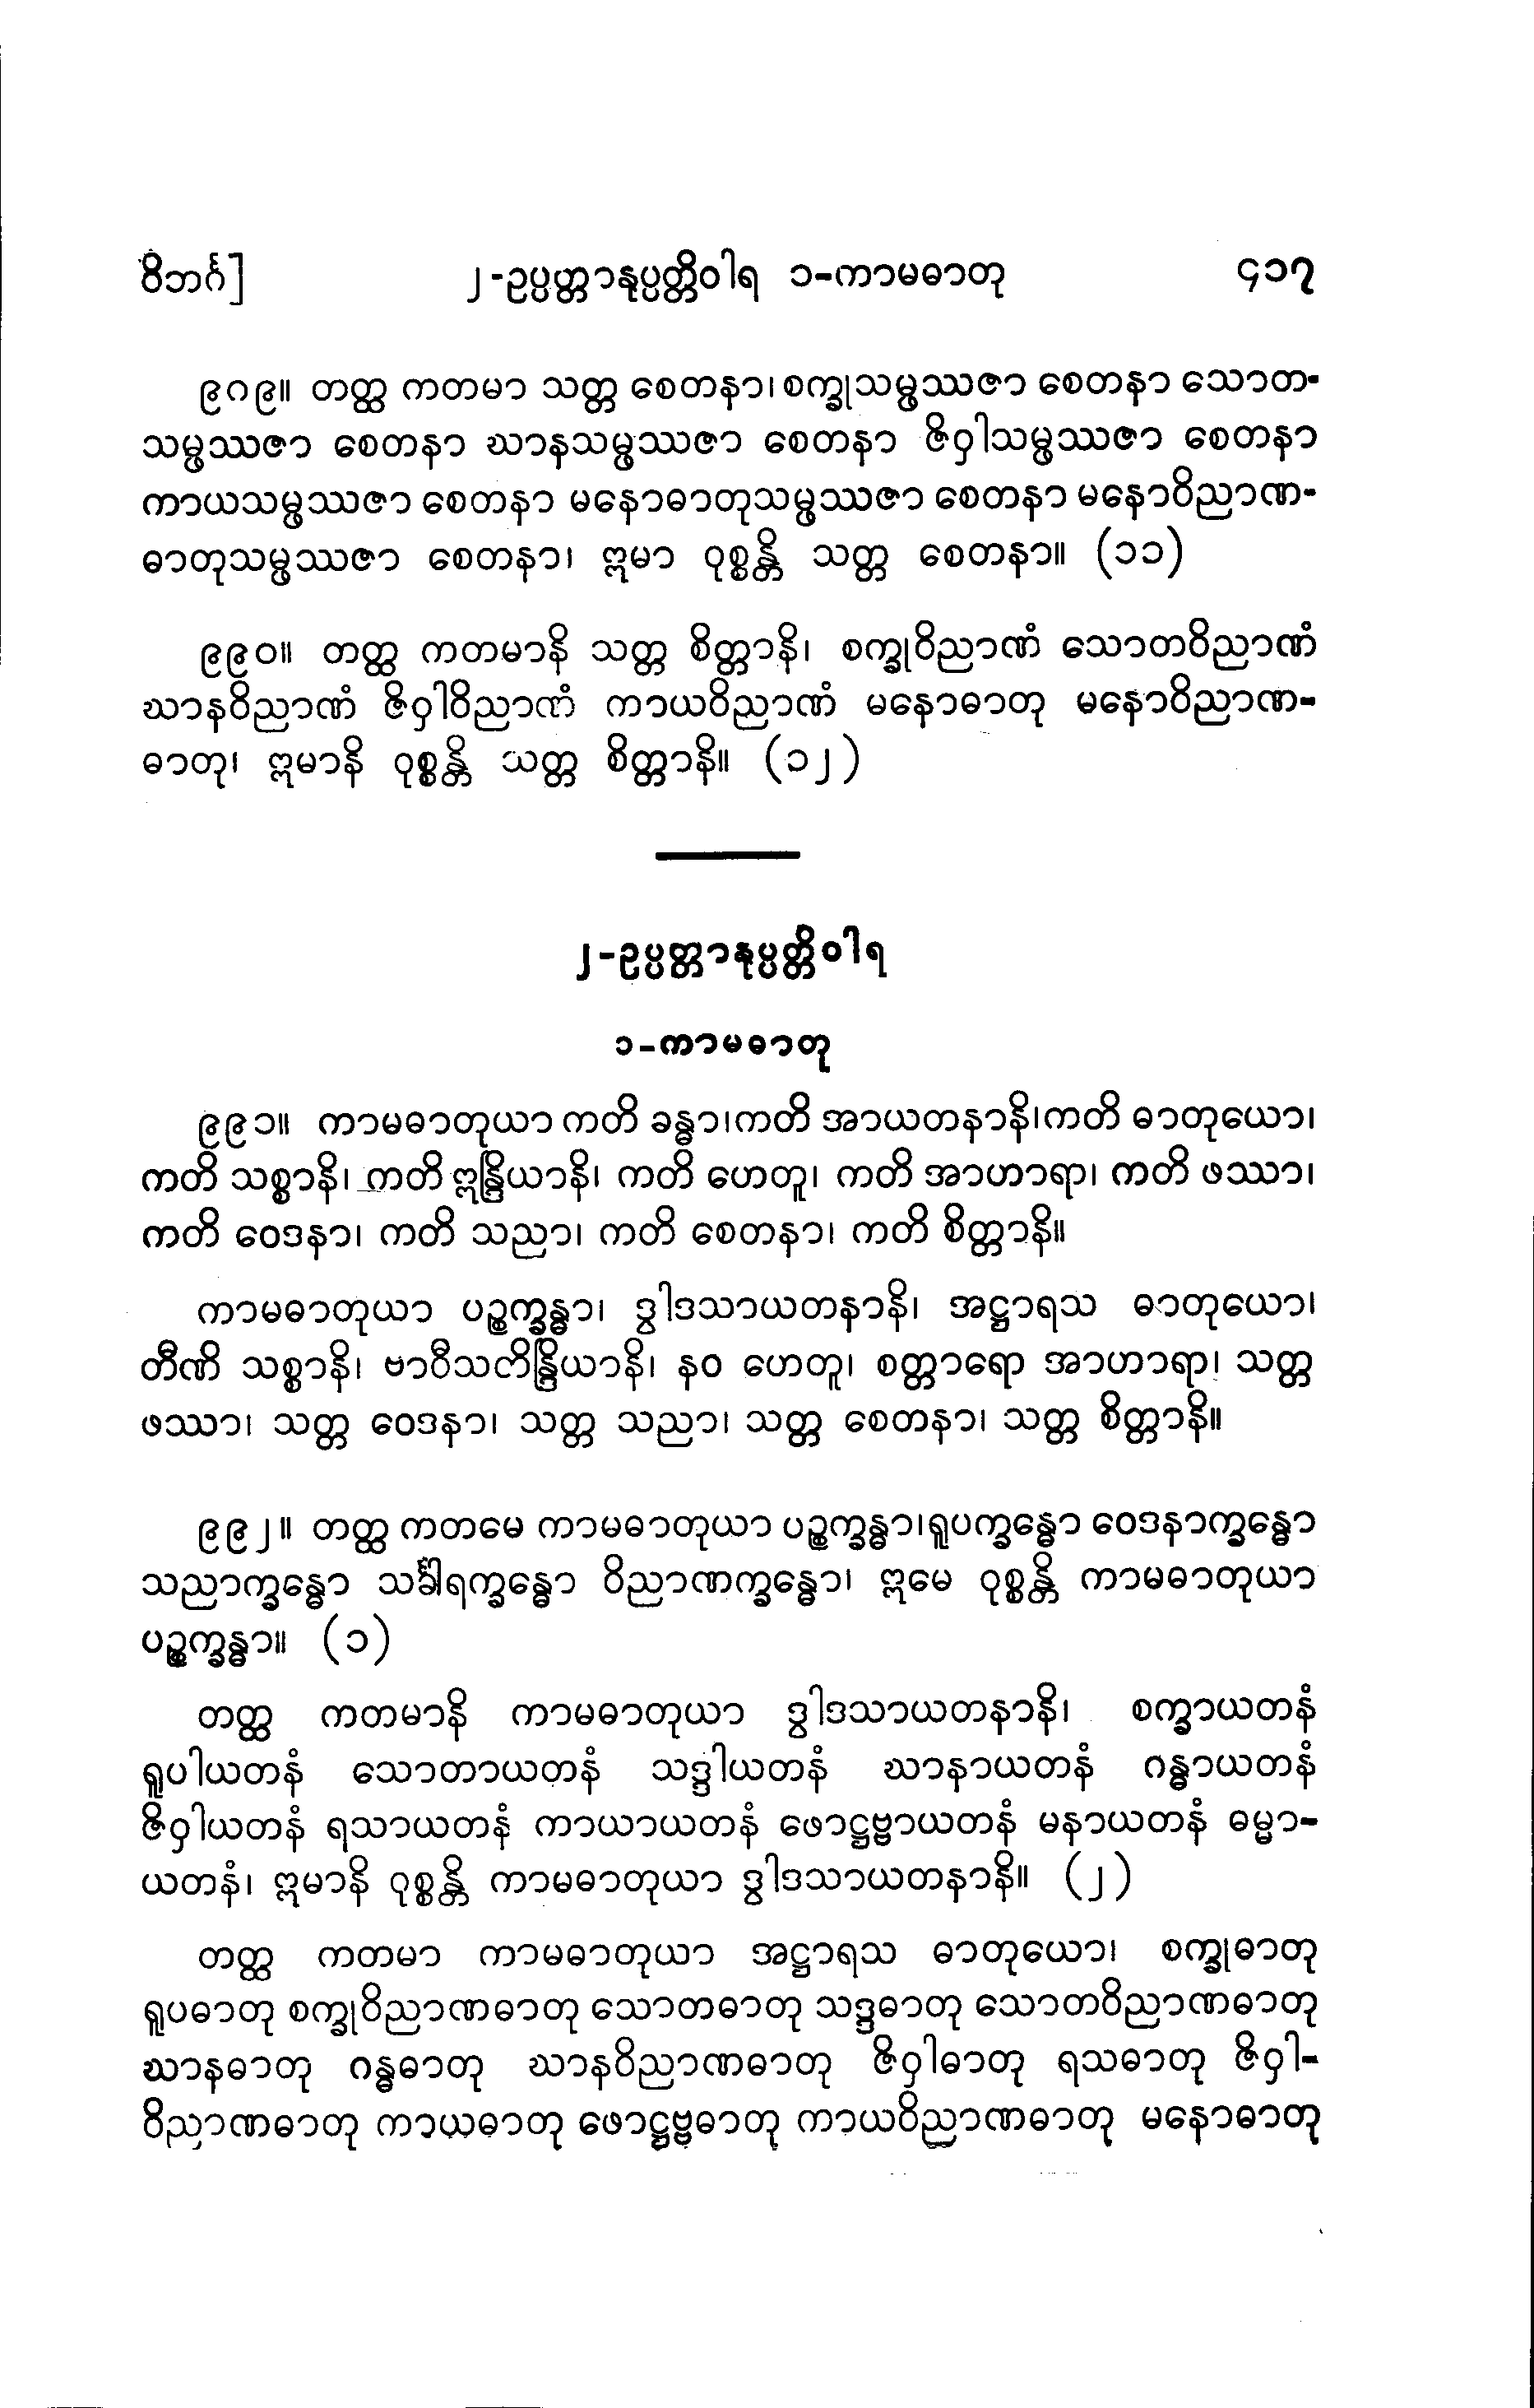 ဝိဘင်္ဂ]
၂-ဥပ္ပတ္တာနုပ္ပတ္တိဝါရ ၁-ကာမဓာတု
၄၁၇
၉၈၉။ တတ္ထ ကတမာ သတ္တ စေတနာ၊ စက္ခုသမ္ဖဿဇာ စေတနာ သောတ-
သမ္ဖဿဇာ စေတနာ ဃာနသမ္ဖဿဇာ စေတနာ ဇိဝှါသမ္ဖဿဇာ စေတနာ
ကာယသမ္ဖဿဇာ စေတနာ မနောဓာတုသမ္ဖဿဇာ စေတနာ မနောဝိညာဏ-
ဓာတုသမ္ဖဿဇာ စေတနာ၊ ဣမာ ဝုစ္စန္တိ သတ္တ စေတနာ။ (၁၁)
၉၉၀။ တတ္ထ ကတမာနိ သတ္တ စိတ္တာနိ၊ စက္ခုဝိညာဏံ သောတဝိညာဏံ
ဃာနဝိညာဏံ ဇိဝှါဝိညာဏံ ကာယဝိညာဏံ မနောဓာတု မနောဝိညာဏ-
ဓာတု၊ ဣမာနိ ဝုစ္စန္တိ သတ္တ စိတ္တာနိ။ (၁၂)
၂-ဥပ္ပတ္တာနုပ္ပတ္တိဝါရ
၁-ကာမဓာတု
၉၉၁။ ကာမဓာတုယာ ကတိ ခန္ဓာ၊ ကတိ အာယတနာနိ၊ ကတိ ဓာတုယော၊
ကတိ သစ္စာနိ၊ ကတိ ဣန္ဒြိယာနိ၊ ကတိ ဟေတူ၊ ကတိ အာဟာရာ၊ ကတိ ဖဿာ၊
ကတိ ဝေဒနာ၊ ကတိ သညာ၊ ကတိ စေတနာ၊ ကတိ စိတ္တာနိ။
ကာမဓာတုယာ ပဉ္စက္ခန္ဓာ၊ ဒွါဒသာယတနာနိ၊ အဋ္ဌာရသ ဓာတုယော၊
တီဏိ သစ္စာနိ၊ ဗာဝီသတိန္ဒြိယာနိ၊ နဝ ဟေတူ၊ စတ္တာရော အာဟာရာ၊ သတ္တ
ဖဿာ၊ သတ္တ ဝေဒနာ၊ သတ္တ သညာ၊ သတ္တ စေတနာ၊ သတ္တ စိတ္တာနိ။
၉၉၂။ တတ္ထ ကတမေ ကာမဓာတုယာ ပဉ္စက္ခန္ဓာ၊ ရူပက္ခန္ဓော ဝေဒနာက္ခန္ဓော
သညာက္ခန္ဓော သင်္ခါရက္ခန္ဓော ဝိညာဏက္ခန္ဓော၊ ဣမေ ဝုစ္စန္တိ ကာမဓာတုယာ
ပဉ္စက္ခန္ဓာ။ (၁)
တတ္ထ ကတမာနိ ကာမဓာတုယာ ဒွါဒသာယတနာနိ၊ စက္ခာယတနံ
ရူပါယတနံ သောတာယတနံ သဒ္ဒါယတနံ ဃာနာယတနံ ဂန္ဓာယတနံ
ဇိဝှါယတနံ ရသာယတနံ ကာယာယတနံ ဖောဋ္ဌဗ္ဗာယတနံ မနာယတနံ ဓမ္မာ-
ယတနံ၊ ဣမာနိ ဝုစ္စန္တိ ကာမဓာတုယာ ဒွါဒသာယတနာနိ။ (၂)
တတ္ထ ကတမာ ကာမဓာတုယာ အဋ္ဌာရသ ဓာတုယော၊ စက္ခုဓာတု
ရူပဓာတု စက္ခုဝိညာဏဓာတု သောတဓာတု သဒ္ဒဓာတု သောတဝိညာဏဓာတု
ဃာနဓာတု ဂန္ဓဓာတု ဃာနဝိညာဏဓာတု ဇိဝှါဓာတု ရသဓာတု ဇိဝှါ-
ဝိညာဏဓာတု ကာယဓာတု ဖောဋ္ဌဗ္ဗဓာတု ကာယဝိညာဏဓာတု မနောဓာတု